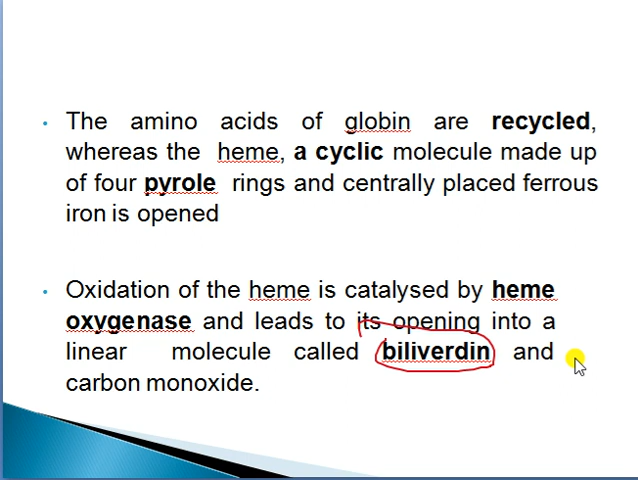 • The amino acids of globin are recycled,
whereas the heme, a cyclic molecule made up
of four pyrole rings and centrally placed ferrous
iron is opened
• Oxidation of the heme is catalysed by heme
oxygenase and leads to its opening into a
linear molecule called biliverdin and
carbon monoxide.